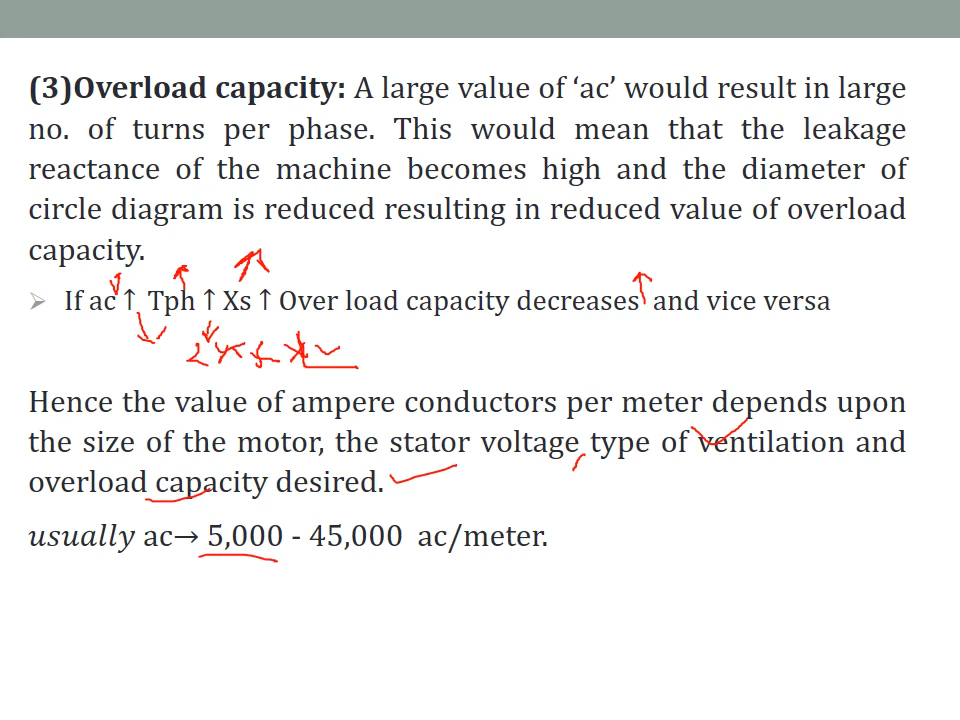 (3)Overload capacity: A large value of ‘ac’ would result in large
no. of turns per phase. This would mean that the leakage
reactance of the machine becomes high and the diameter of
circle diagram is reduced resulting in reduced value of overload
capacity.
If ac ↑ Tph ↑ Xs ↑ Over load capacity decreases and vice versa
Hence the value of ampere conductors per meter depends upon
the size of the motor, the stator voltage type of ventilation and
overload capacity desired.
usually ac→ 5,000 - 45,000 ac/meter.